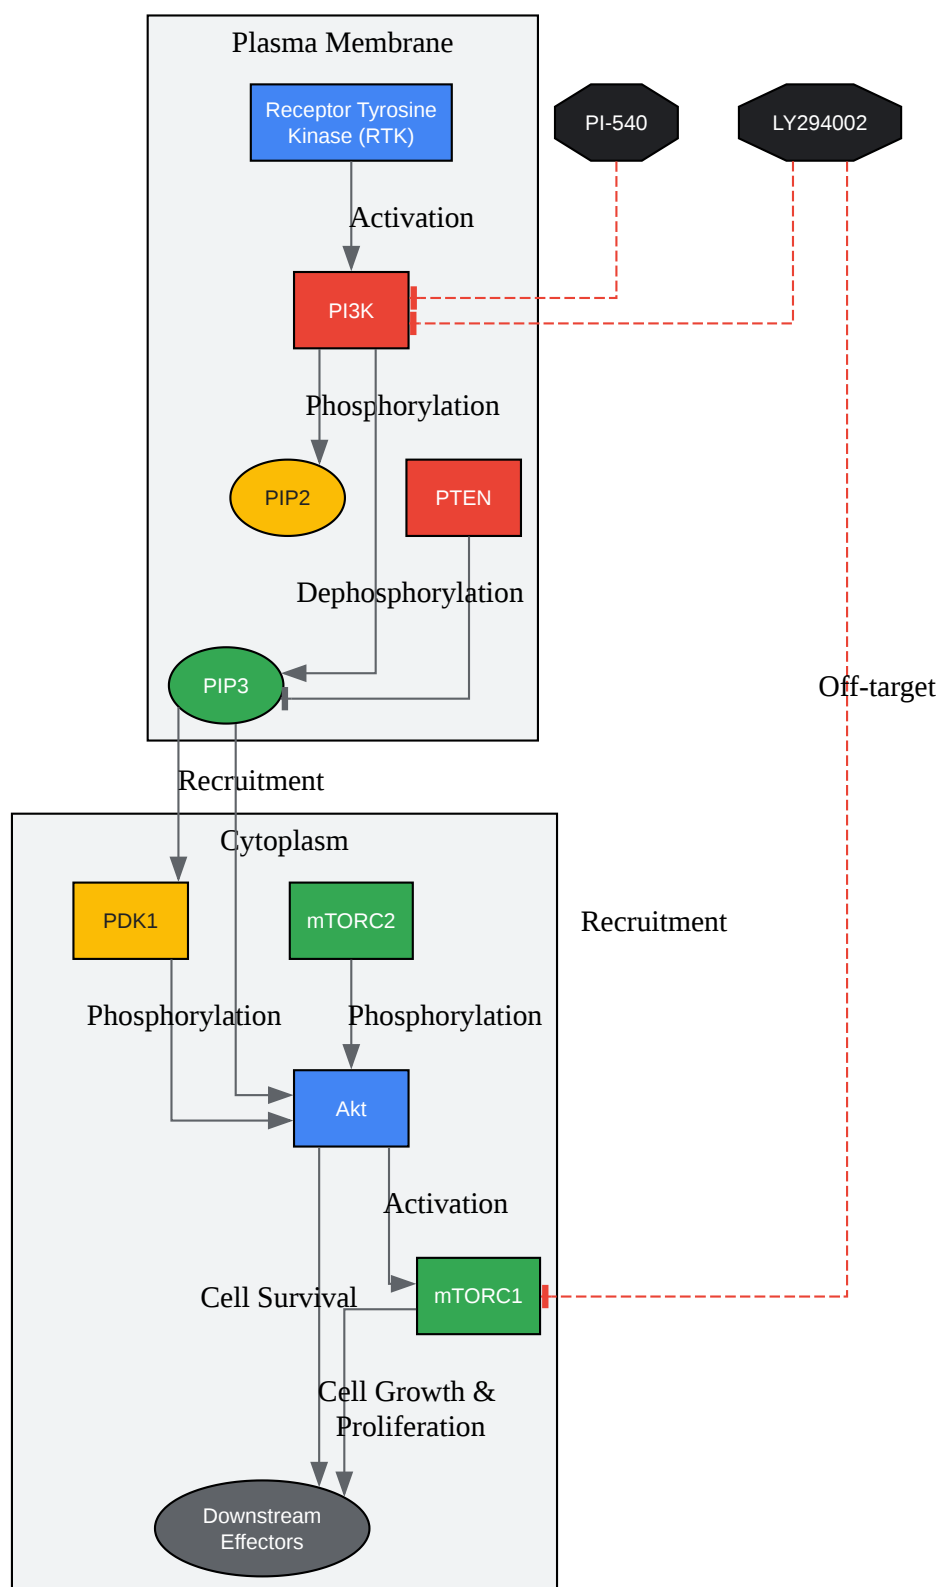 Plasma Membrane
Receptor Tyrosine
Kinase (RTK)
PI-540
LY294002
Activation
PI3K
Phosphorylation
PIP2
PTEN
Dephosphorylation
PIP3
Off-target
Recruitment
Cytoplasm
PDK1
mTORC2
Recruitment
Phosphorylation
Phosphorylation
Akt
Activation
Cell Survival
mTORC1
Cell Growth &
Proliferation
Downstream
Effectors